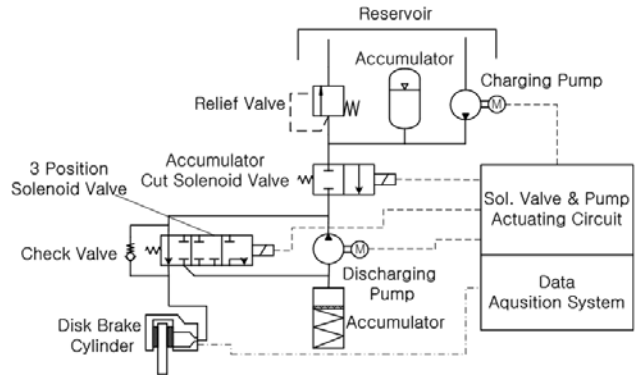 Reservoir
Accumulator
Charging Pump
M
Relief Valve
Accumulator
Cut Solenoid Valve
3 Position
Solenoid Valve
Sol. Valve & Pump
Actuating Circuit
Check Valve
M
Discharging
Pump
Data
Aqusition System
Accumulator
Disk Brake
Cylinder